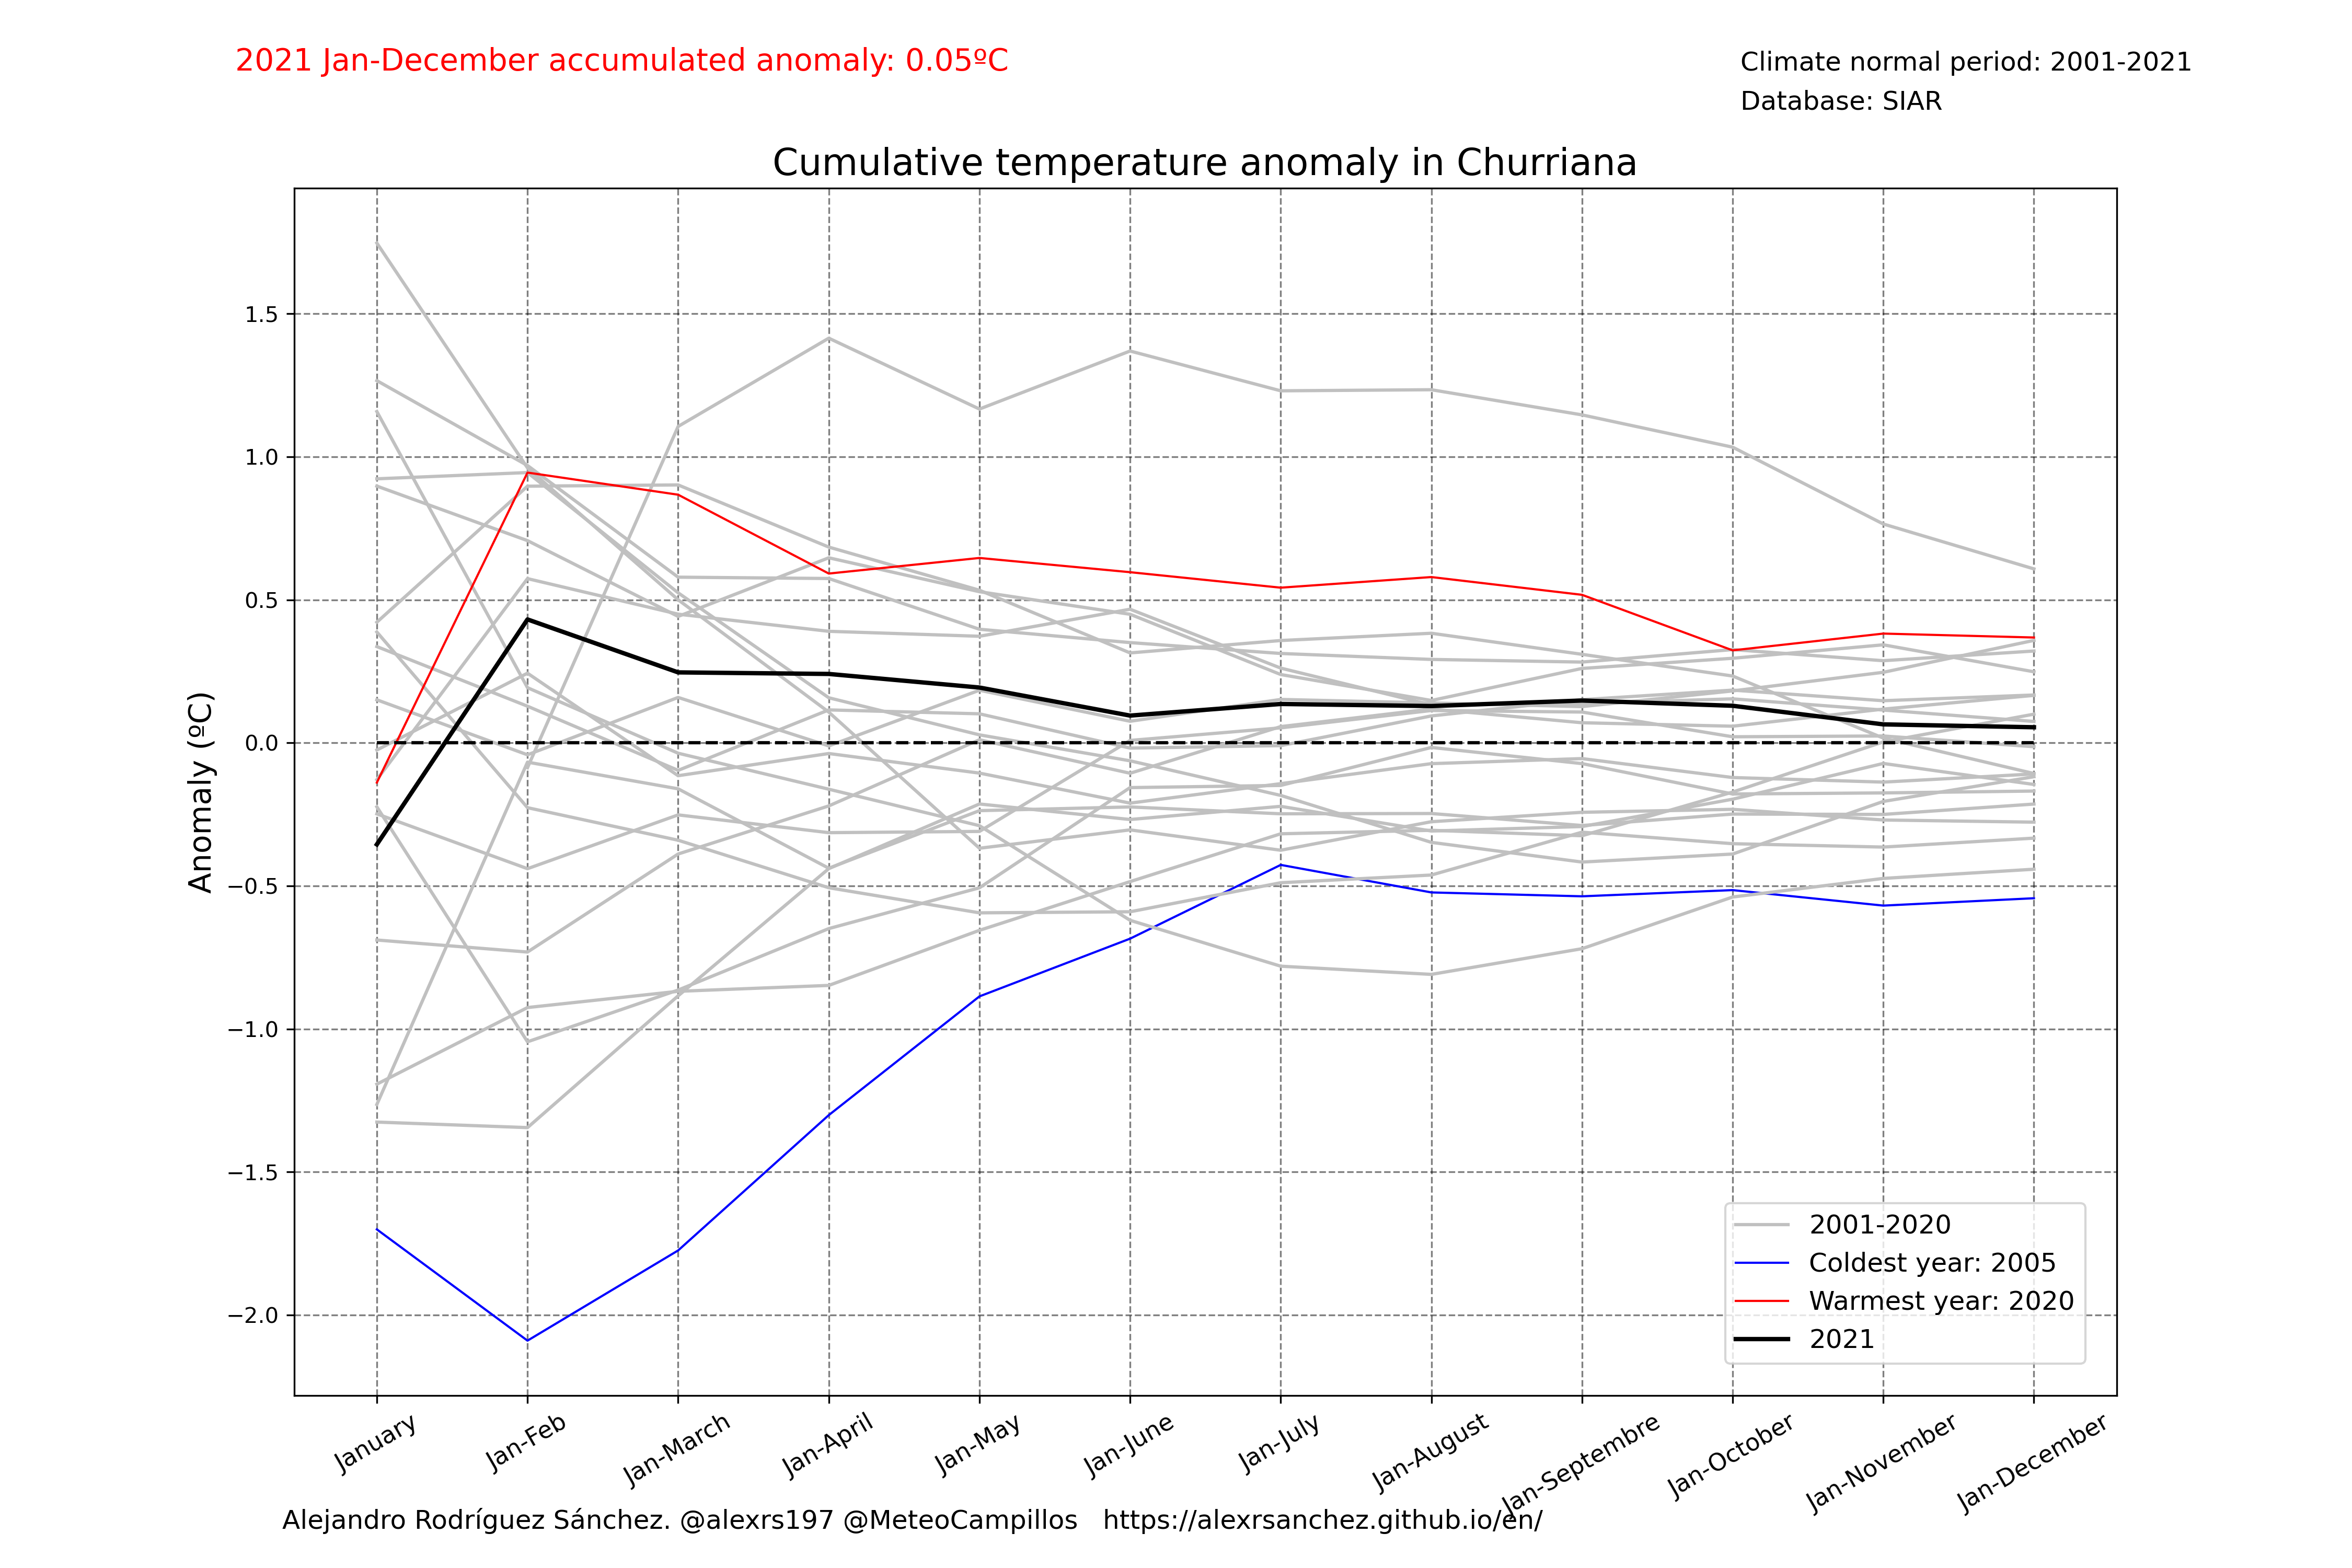 2021 Jan-December accumulated anomaly: 0.05ºC
Climate normal period: 2001-2021
Database: SIAR
Cumulative temperature anomaly in Churriana
Anomaly (ºC)
1.5
1.0
0.5
0.0
−0.5
−1.0
−1.5
−2.0
2001-2020
Coldest year: 2005
Warmest year: 2020
2021
January
Jan-Feb
Jan-March
Jan-April
Jan-May
Jan-June
Jan-July
Jan-August
Jan-Septembre
Jan-October
Jan-November
Jan-December
Alejandro Rodríguez Sánchez. @alexrs197 @MeteoCampillos   https://alexrsanchez.github.io/en/